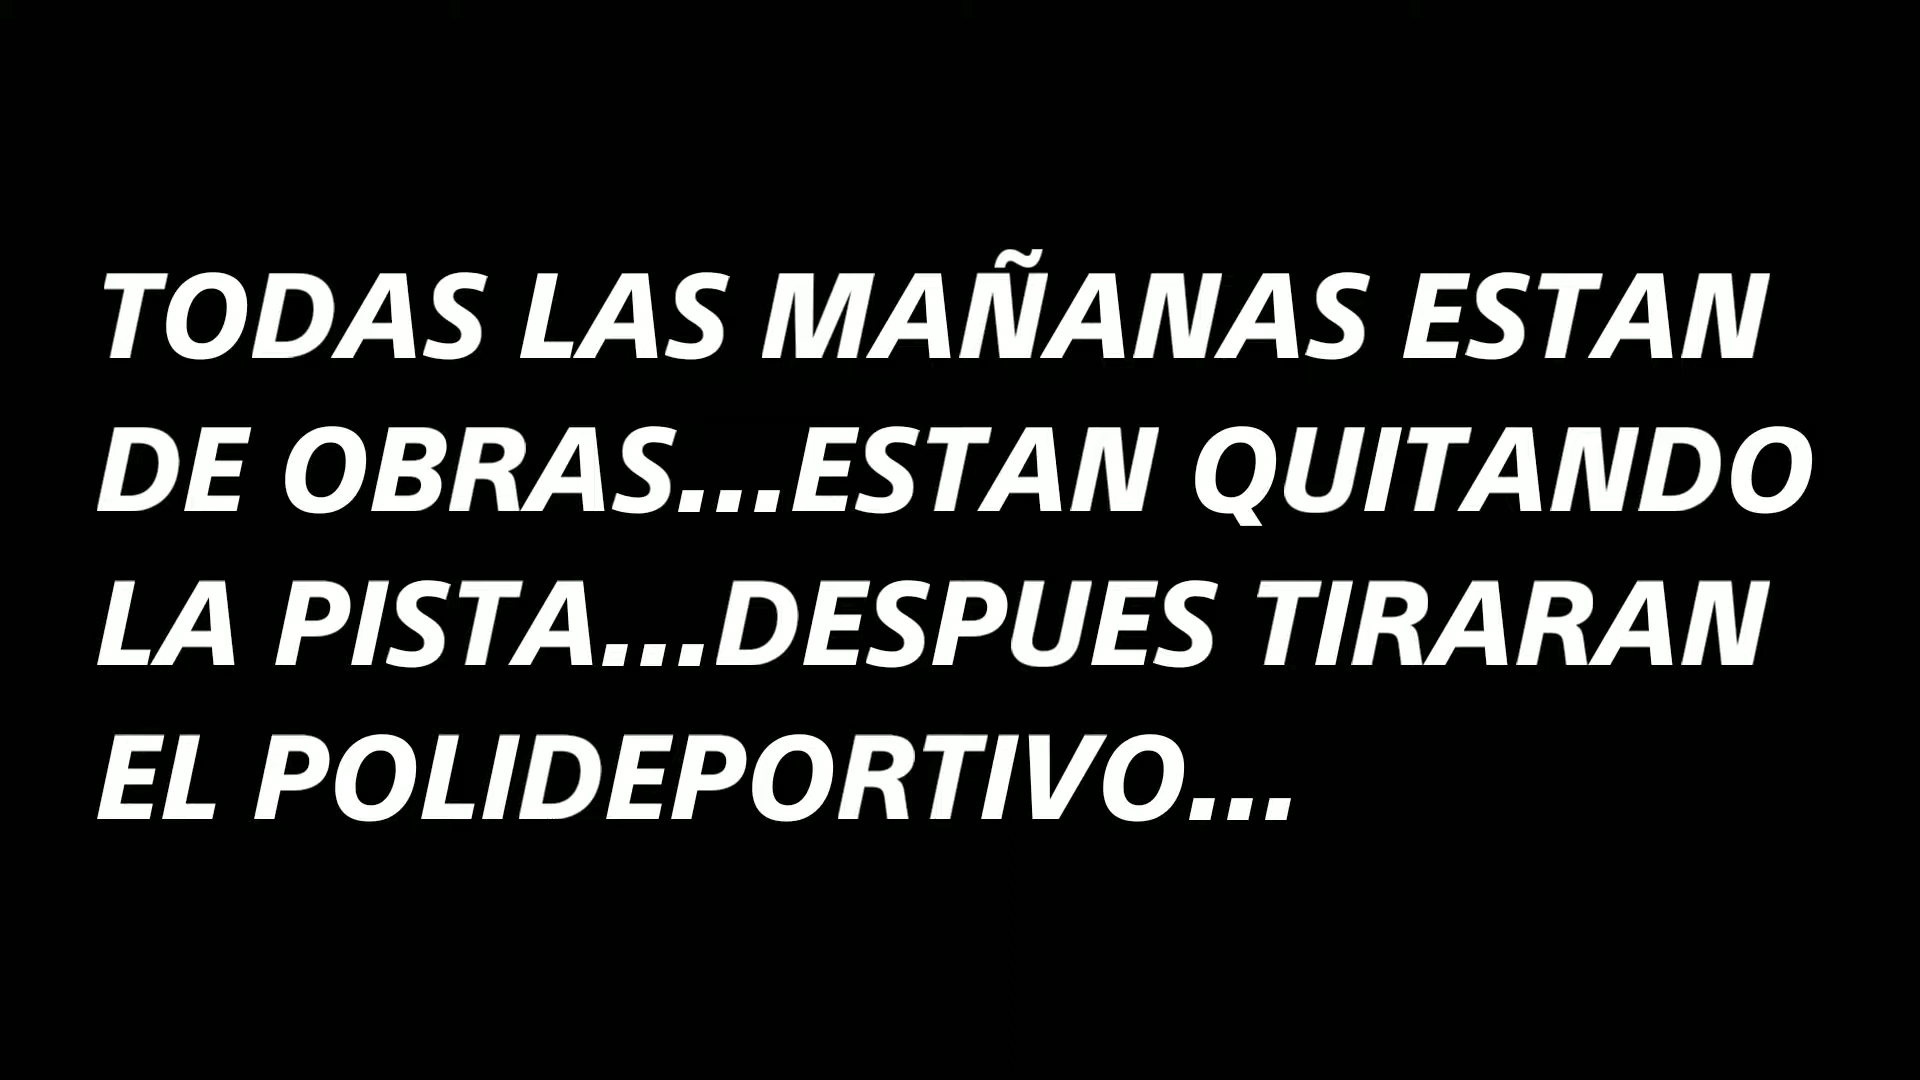 TODAS LAS MAÑANAS ESTAN
DE OBRAS...ESTAN QUITANDO
LA PISTA...DESPUES TIRARAN
EL POLIDEPORTIVO...